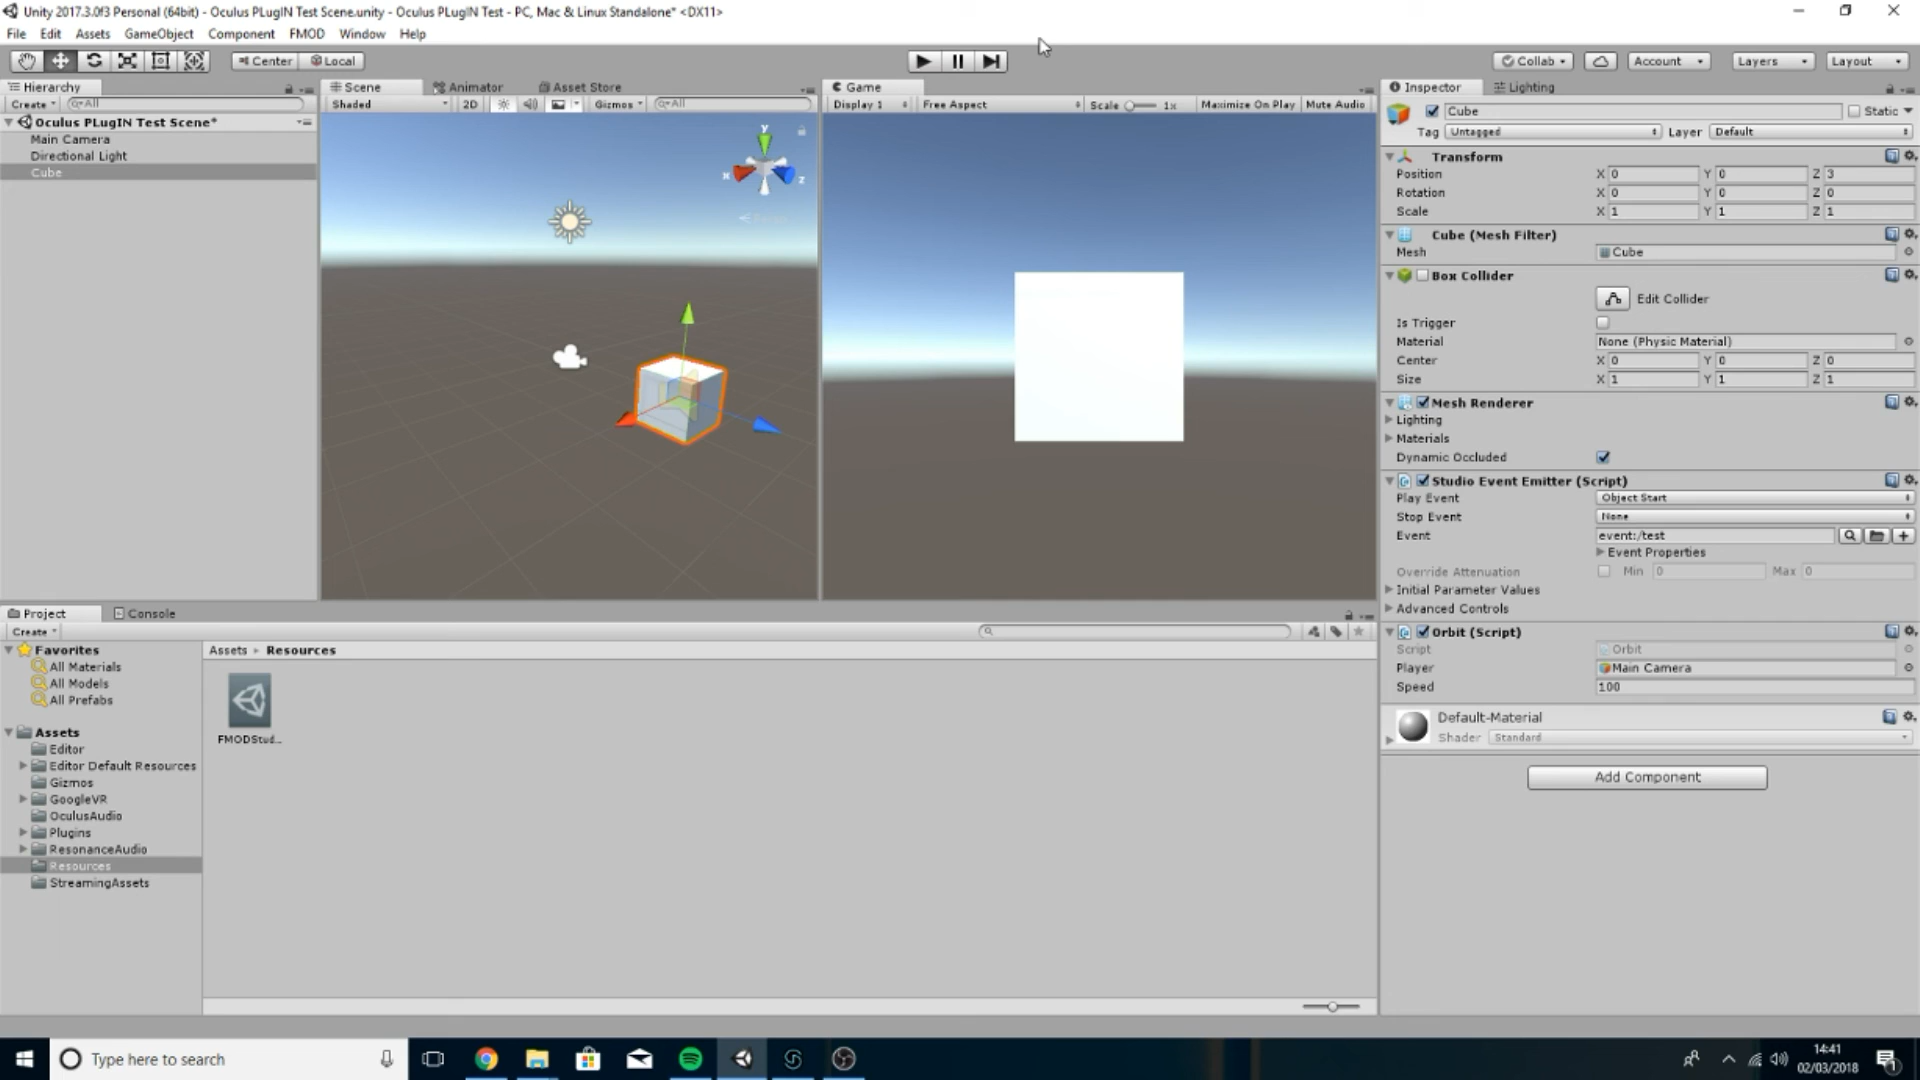 Unity 2017.3.0f3 Personal (64bit) - Oculus PLugIN Test Scene.unity - Oculus PLugIN Test - PC, Mac & Linux Standalone* <DX11>
File Edit Assets GameObject Component FMOD Window Help
Center Local
Collab Account Layers Layout
Hierarchy
Create All
Oculus PLugIN Test Scene*
Main Camera
Directional Light
Cube
Scene Animator Asset Store
Shaded 2D Gizmos All
y
x
z
Game
Display 1 Free Aspect Scale 1x Maximize On Play Mute Audio
Inspector Lighting
Cube Static
Tag Untagged Layer Default
Transform
Position X 0 Y 0 Z 3
Rotation X 0 Y 0 Z 0
Scale X 1 Y 1 Z 1
Cube (Mesh Filter)
Mesh Cube
Box Collider
Edit Collider
Is Trigger
Material None (Physic Material)
Center X 0 Y 0 Z 0
Size X 1 Y 1 Z 1
Mesh Renderer
Lighting
Materials
Dynamic Occluded
Studio Event Emitter (Script)
Play Event Object Start
Stop Event None
Event event:/test
Event Properties
Override Attenuation Min 0 Max 0
Initial Parameter Values
Advanced Controls
Orbit (Script)
Script Orbit
Player Main Camera
Speed 100
Default-Material
Shader Standard
Add Component
Project Console
Create
Favorites
All Materials
All Models
All Prefabs
Assets
Editor
Editor Default Resources
Gizmos
GoogleVR
OculusAudio
Plugins
ResonanceAudio
Resources
StreamingAssets
Assets Resources
FMODStud...
Type here to search
14:41
02/03/2018
1